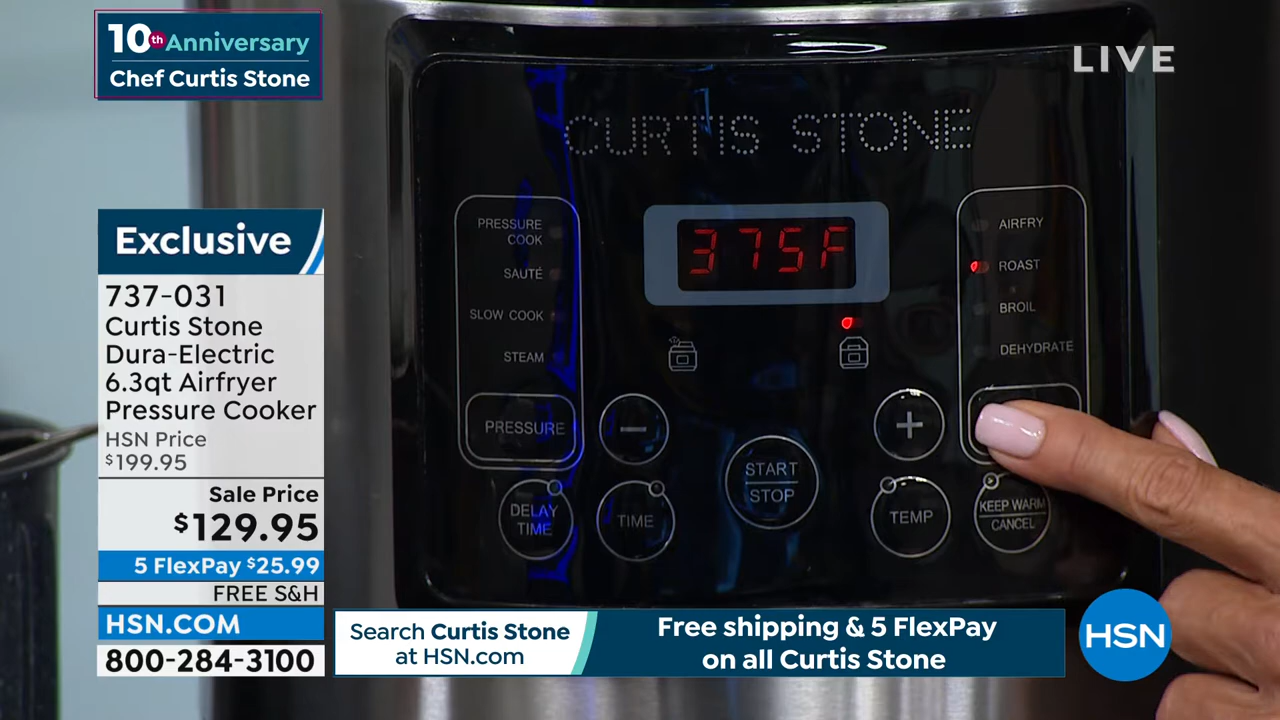 10th Anniversary
Chef Curtis Stone
LIVE
Exclusive
737-031
Curtis Stone
Dura-Electric
6.3qt Airfryer
Pressure Cooker
HSN Price
$199.95
Sale Price
$129.95
5 FlexPay $25.99
FREE S&H
HSN.COM
800-284-3100
CURTIS STONE
PRESSURE
COOK
SAUTÉ
SLOW COOK
STEAM
PRESSURE
375F
AIRFRY
ROAST
BROIL
DEHYDRATE
−
+
START
STOP
DELAY
TIME
TIME
TEMP
KEEP WARM
CANCEL
Search Curtis Stone
at HSN.com
Free shipping & 5 FlexPay
on all Curtis Stone
HSN